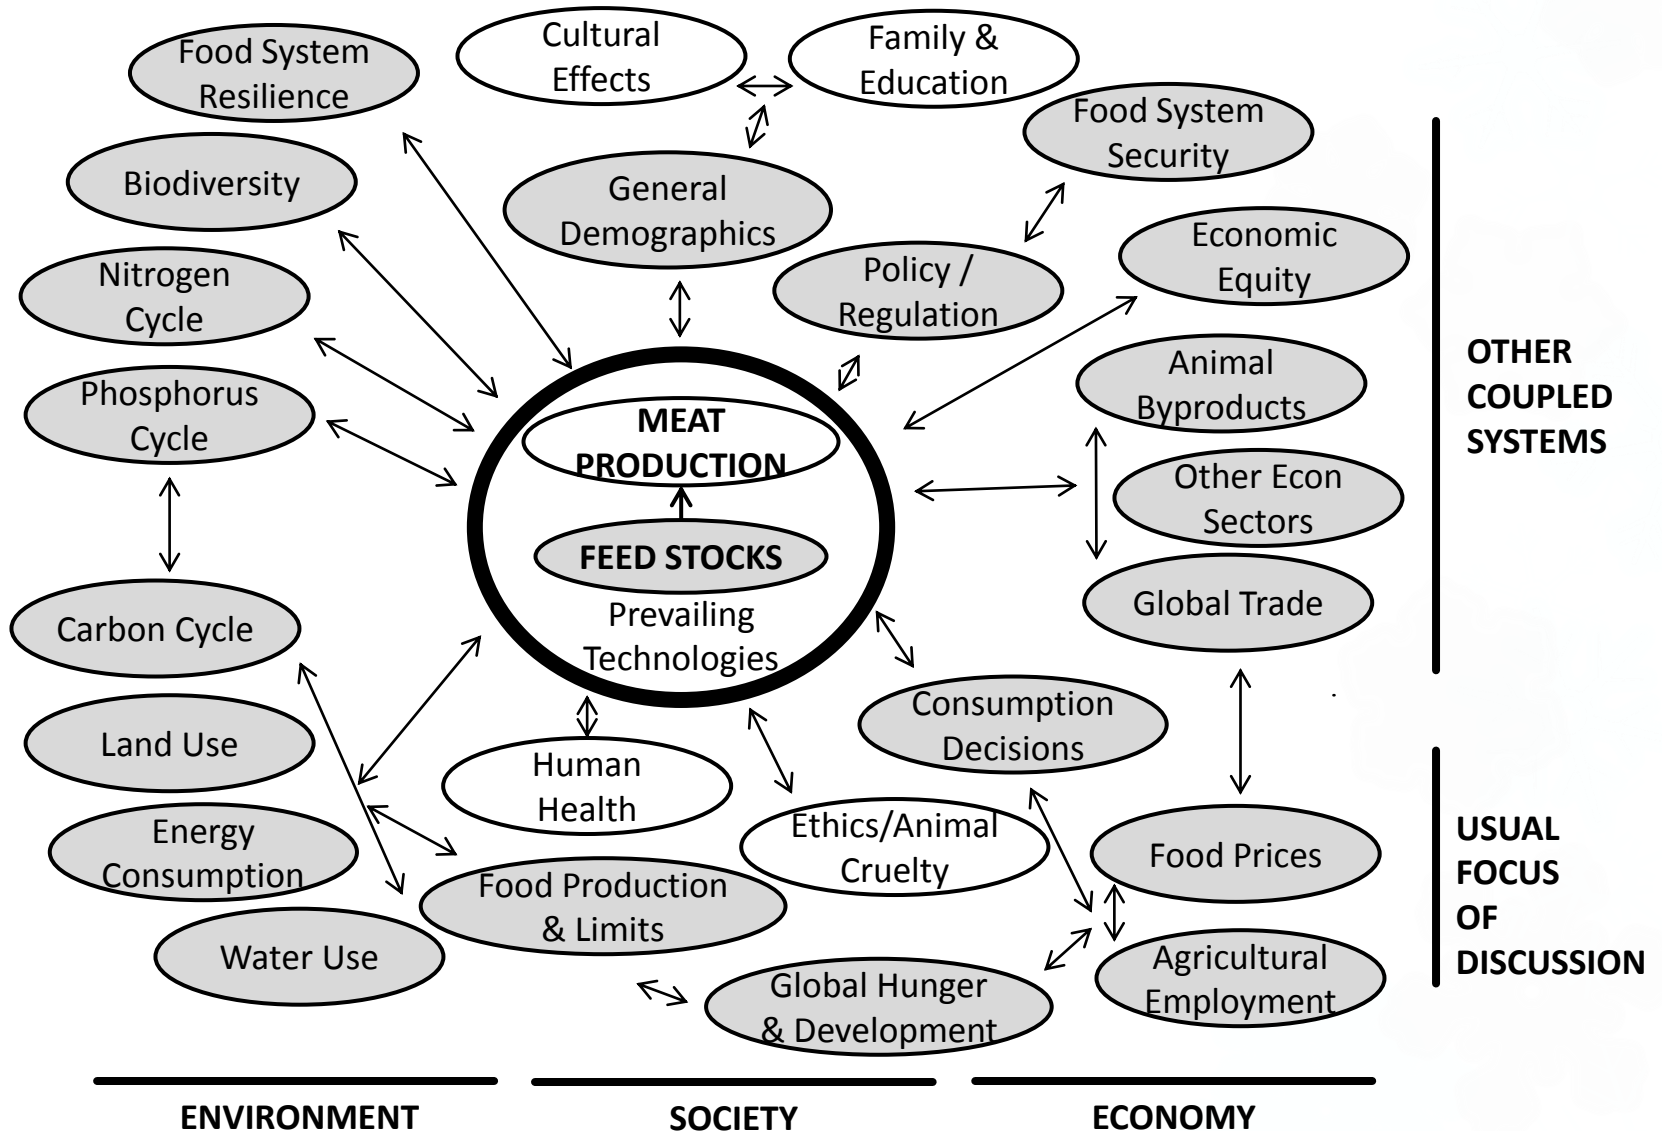 Food System
Resilience
Cultural
Effects
Family &
Education
Food System
Security
Biodiversity
General
Demographics
Nitrogen
Cycle
Policy /
Regulation
Economic
Equity
Phosphorus
Cycle
Animal
Byproducts
OTHER
COUPLED
SYSTEMS
MEAT
PRODUCTION
FEED STOCKS
Prevailing
Technologies
Other Econ
Sectors
Global Trade
Carbon Cycle
Land Use
Energy
Consumption
Water Use
Human
Health
Consumption
Decisions
Ethics/Animal
Cruelty
Food Production
& Limits
Global Hunger
& Development
Food Prices
Agricultural
Employment
USUAL
FOCUS
OF
DISCUSSION
ENVIRONMENT
SOCIETY
ECONOMY